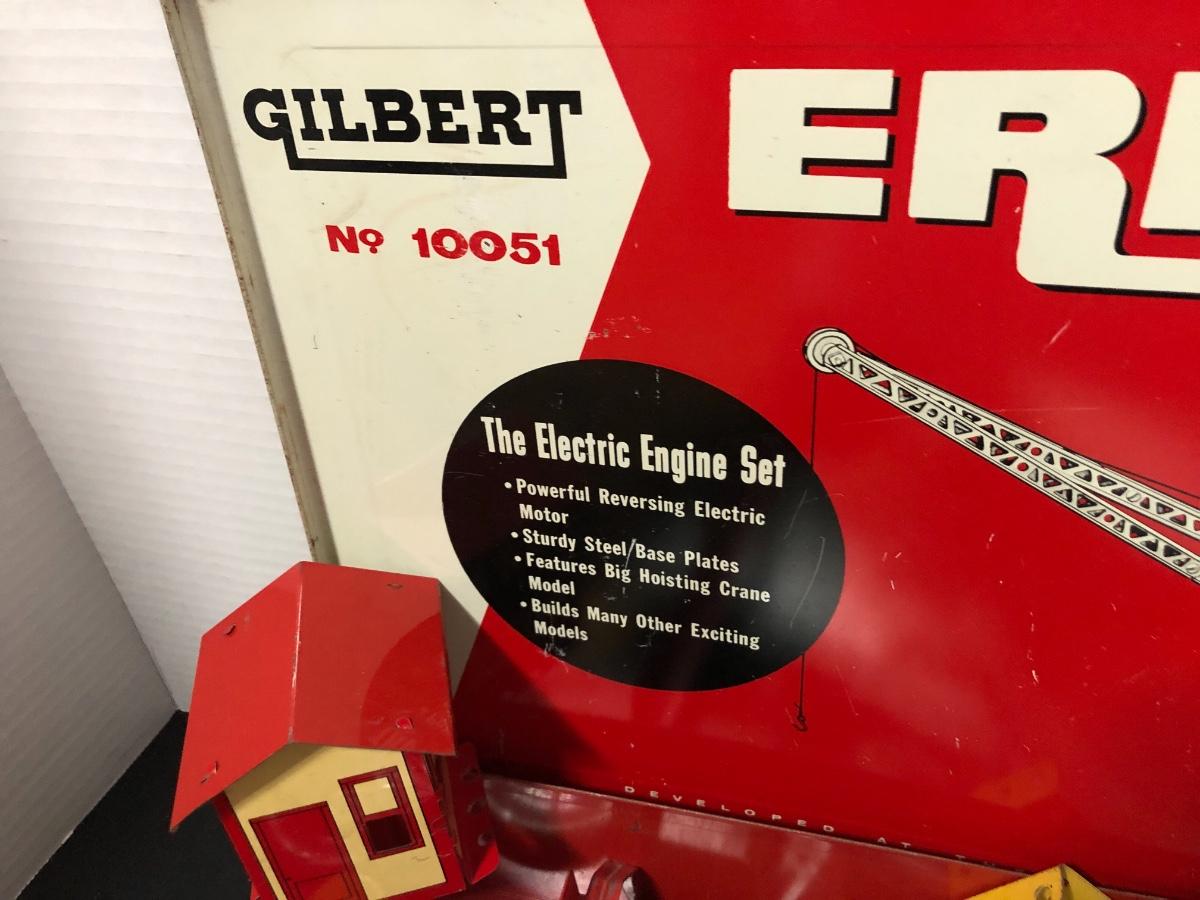 GILBERT
No 10051
ER
The Electric Engine Set
• Powerful Reversing Electric
Motor
• Sturdy Steel Base Plates
• Features Big Hoisting Crane
Model
• Builds Many Other Exciting
Models
DEVELOPED AT